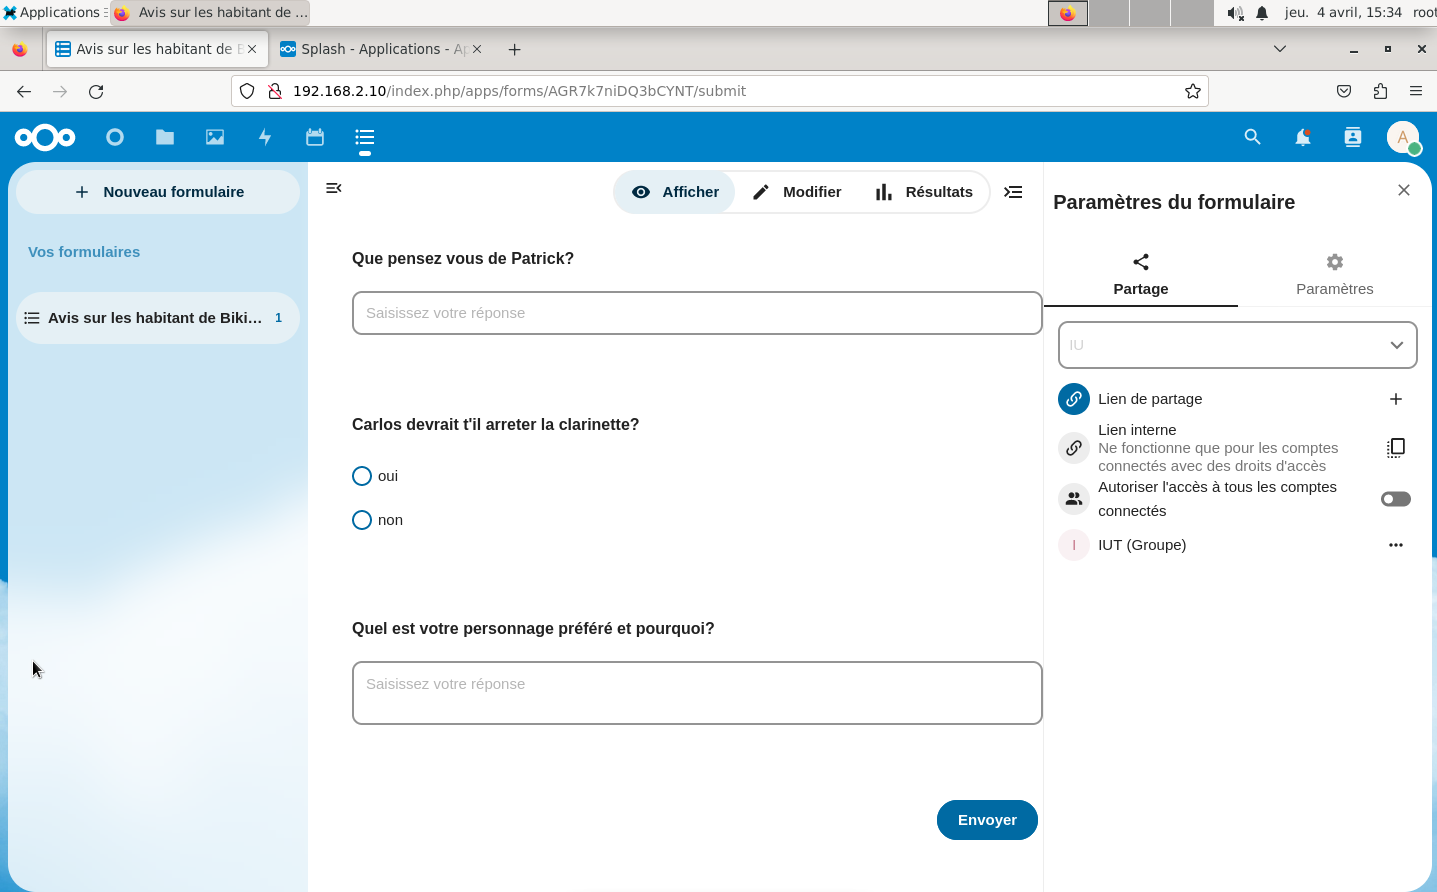 Applications
Avis sur les habitant de ...
jeu. 4 avril, 15:34
root
Avis sur les habitant de B
Splash - Applications - Ap
192.168.2.10/index.php/apps/forms/AGR7k7niDQ3bCYNT/submit
A
Nouveau formulaire
Vos formulaires
Avis sur les habitant de Biki... 1
Afficher Modifier Résultats
Que pensez vous de Patrick?
Saisissez votre réponse
Carlos devrait t'il arreter la clarinette?
oui
non
Quel est votre personnage préféré et pourquoi?
Saisissez votre réponse
Envoyer
Paramètres du formulaire
Partage Paramètres
IU
Lien de partage
Lien interne
Ne fonctionne que pour les comptes
connectés avec des droits d'accès
Autoriser l'accès à tous les comptes
connectés
I IUT (Groupe)